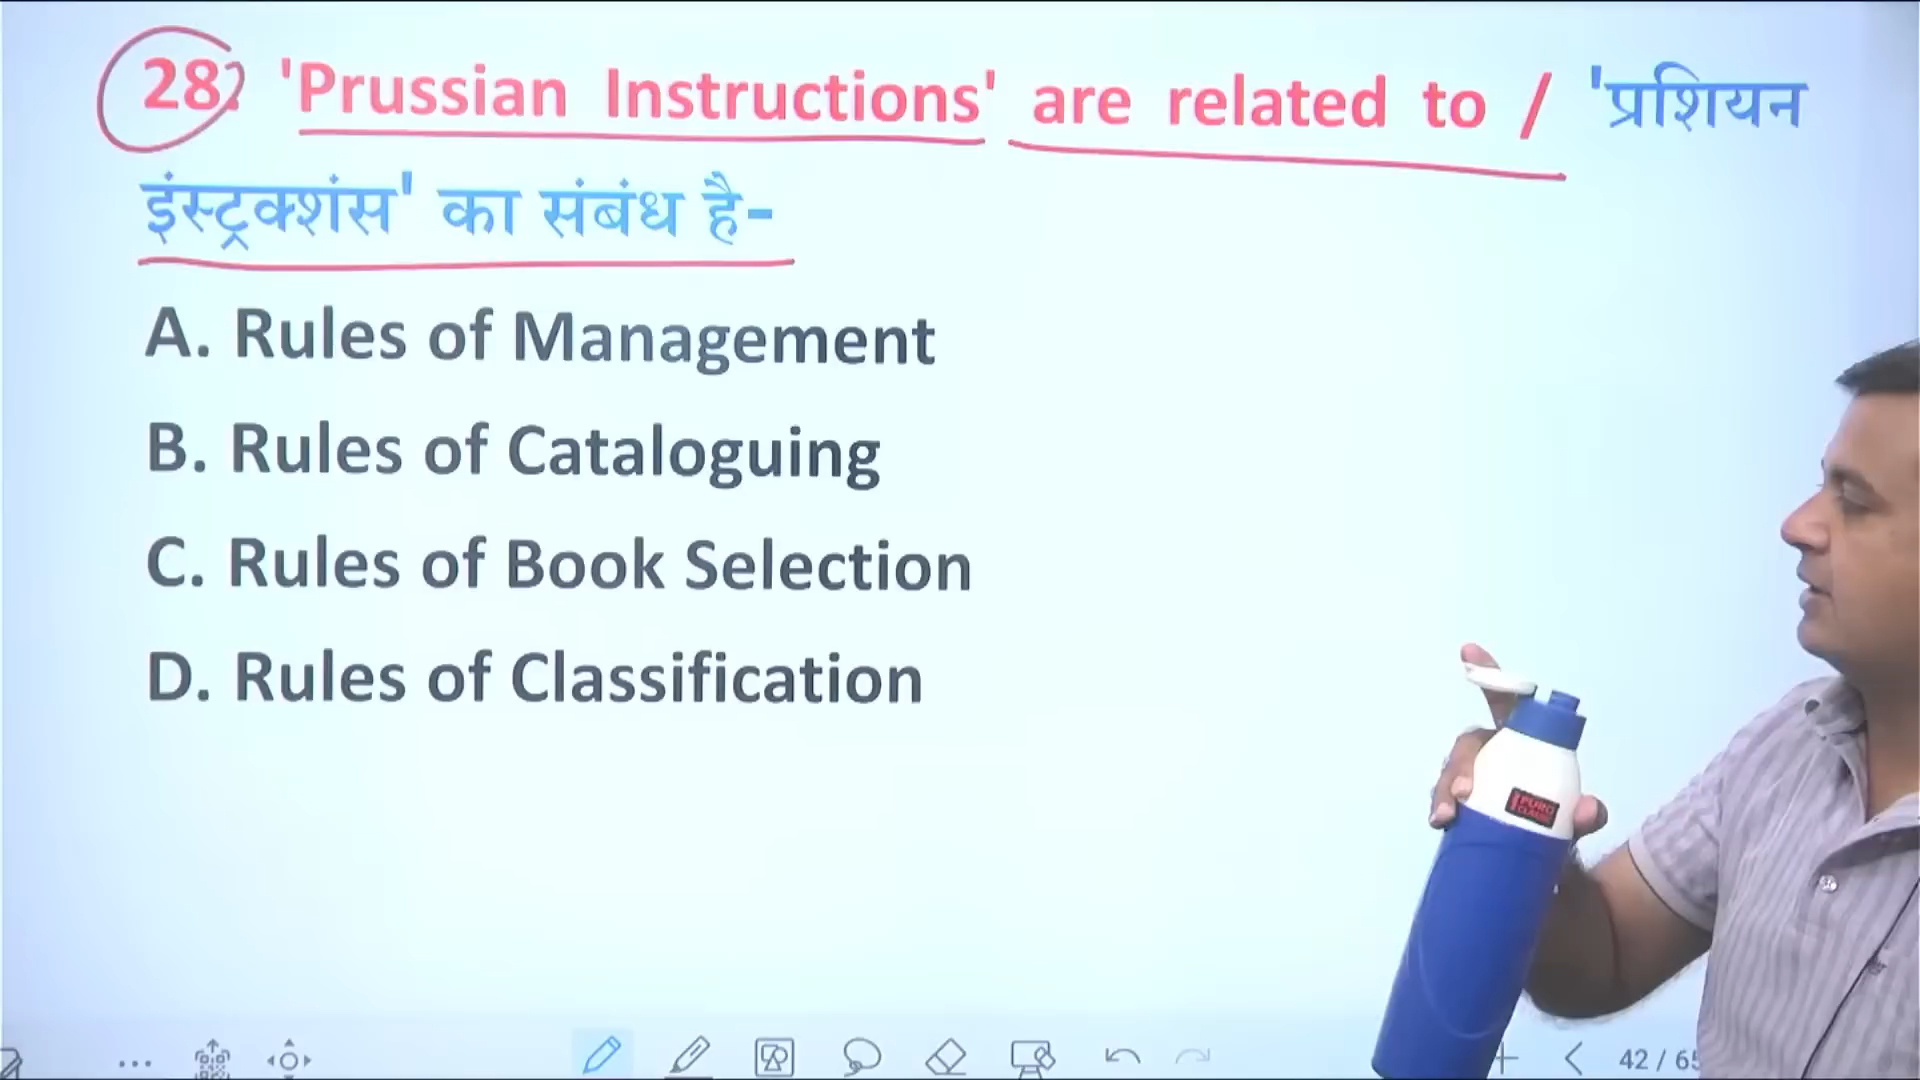 28. 'Prussian Instructions' are related to / 'प्रशियन
इंस्ट्रक्शंस' का संबंध है-
A. Rules of Management
B. Rules of Cataloguing
C. Rules of Book Selection
D. Rules of Classification
42 / 65